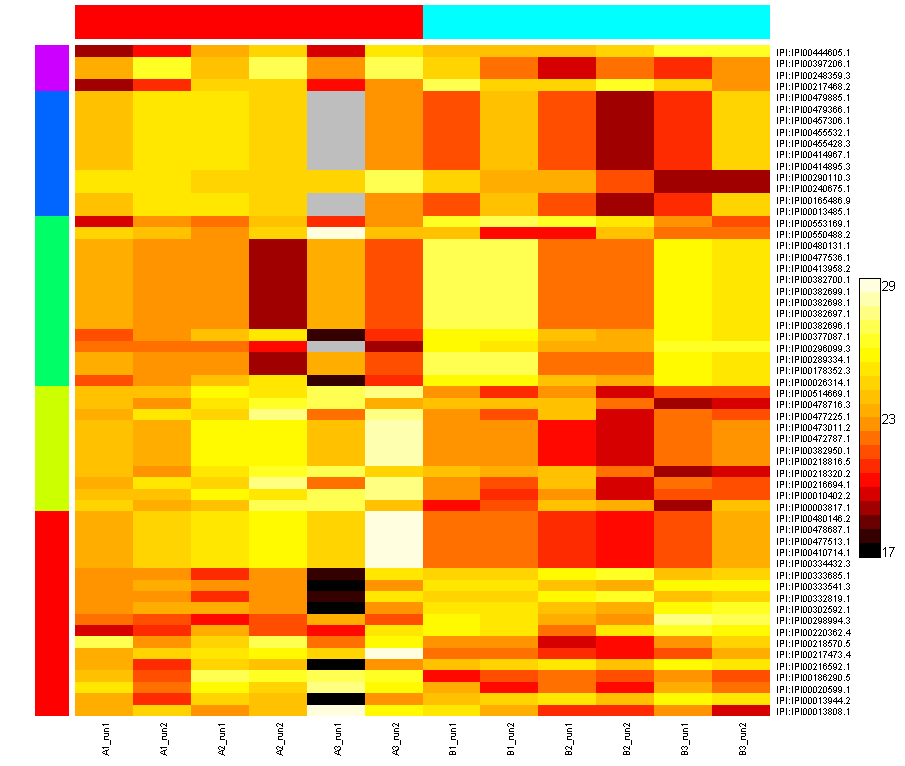 IPI:IPI00444605.1
IPI:IPI00397206.1
IPI:IPI00248359.3
IPI:IPI00217468.2
IPI:IPI00479885.1
IPI:IPI00479366.1
IPI:IPI00457306.1
IPI:IPI00455532.1
IPI:IPI00455428.3
IPI:IPI00414967.1
IPI:IPI00414895.3
IPI:IPI00290110.3
IPI:IPI00240675.1
IPI:IPI00165486.9
IPI:IPI00013485.1
IPI:IPI00553169.1
IPI:IPI00550488.2
IPI:IPI00480131.1
IPI:IPI00477536.1
IPI:IPI00413958.2
IPI:IPI00382700.1
IPI:IPI00382699.1
IPI:IPI00382698.1
IPI:IPI00382697.1
IPI:IPI00382696.1
IPI:IPI00377087.1
IPI:IPI00296099.3
IPI:IPI00289334.1
IPI:IPI00178352.3
IPI:IPI00026314.1
IPI:IPI00514669.1
IPI:IPI00478716.3
IPI:IPI00477225.1
IPI:IPI00473011.2
IPI:IPI00472787.1
IPI:IPI00382950.1
IPI:IPI00218816.5
IPI:IPI00218320.2
IPI:IPI00216694.1
IPI:IPI00010402.2
IPI:IPI00003817.1
IPI:IPI00480146.2
IPI:IPI00478687.1
IPI:IPI00477513.1
IPI:IPI00410714.1
IPI:IPI00334432.3
IPI:IPI00333685.1
IPI:IPI00333541.3
IPI:IPI00332819.1
IPI:IPI00302592.1
IPI:IPI00298994.3
IPI:IPI00220362.4
IPI:IPI00218570.5
IPI:IPI00217473.4
IPI:IPI00216592.1
IPI:IPI00186290.5
IPI:IPI00020599.1
IPI:IPI00013944.2
IPI:IPI00013808.1
29
23
17
A1_run1
A1_run2
A2_run1
A2_run2
A3_run1
A3_run2
B1_run1
B1_run2
B2_run1
B2_run2
B3_run1
B3_run2